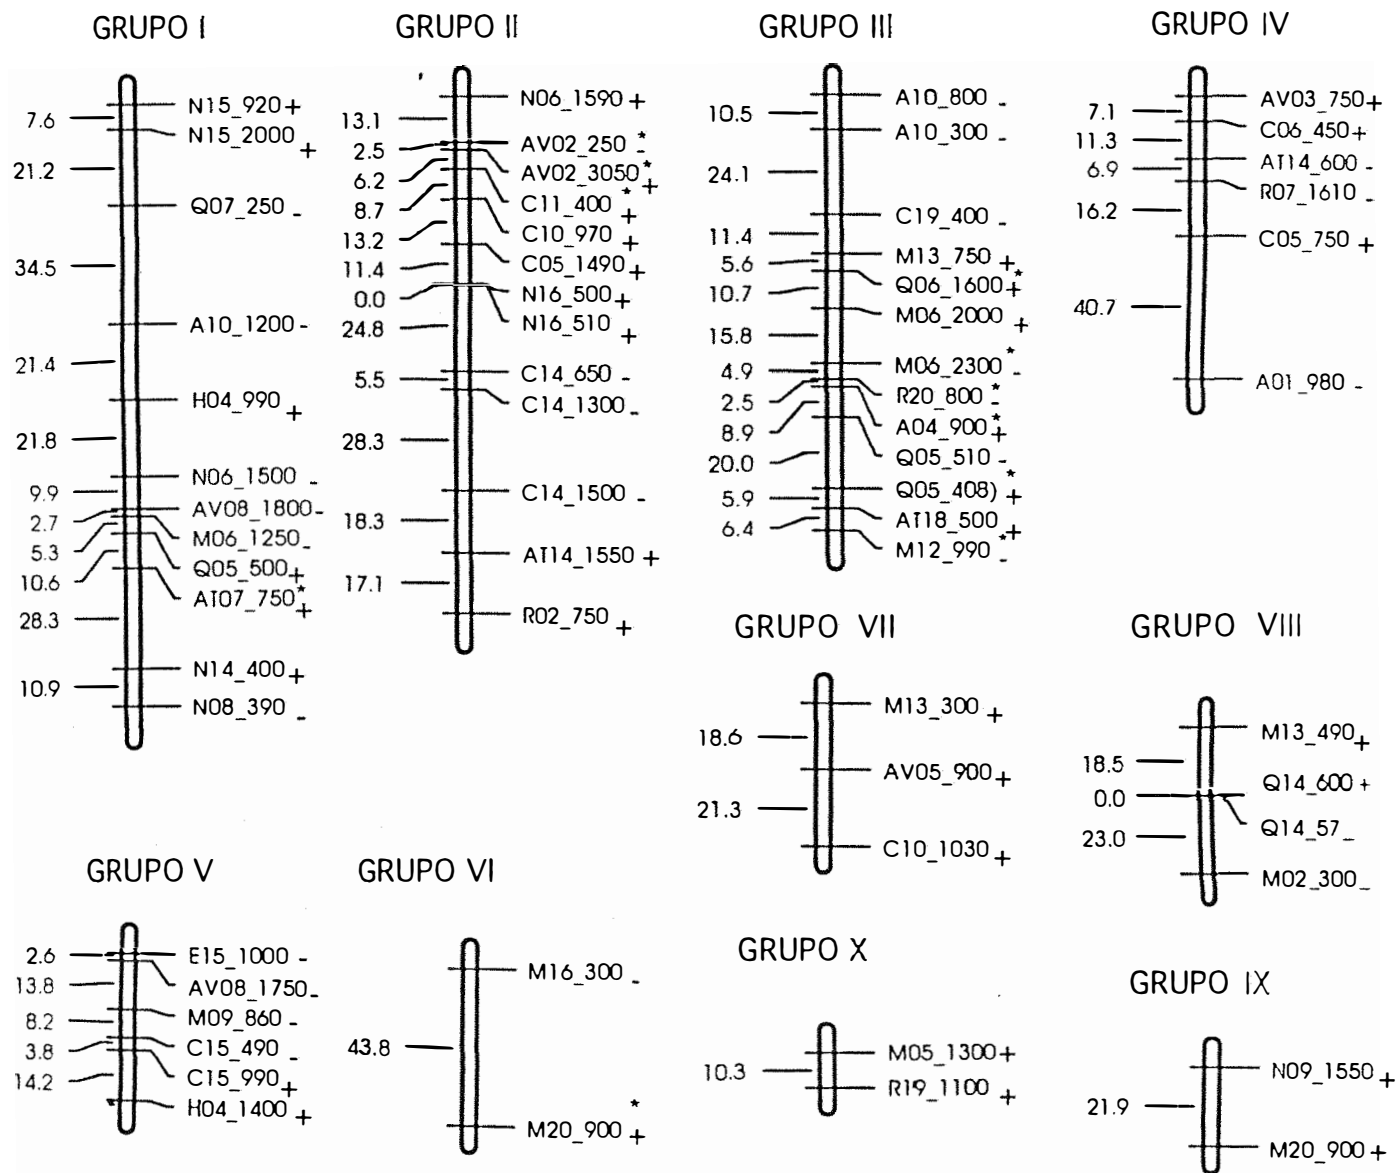 GRUPO I
7.6
21.2
34.5
21.4
21.8
9.9
2.7
5.3
10.6
28.3
10.9
N15_920 +
N15_2000 +
Q07_250 -
A10_1200 -
H04_990 +
N06_1500 -
AV08_1800 -
M06_1250 -
Q05_500 +
AT07_750 * +
N14_400 +
N08_390 -
GRUPO II
13.1
2.5
6.2
8.7
13.2
11.4
0.0
24.8
5.5
28.3
18.3
17.1
N06_1590 +
AV02_250 * -
AV02_3050 * +
C11_400 * +
C10_970 +
C05_1490 +
N16_500 +
N16_510 +
C14_650 -
C14_1300 -
C14_1500 -
AT14_1550 +
R02_750 +
GRUPO III
10.5
24.1
11.4
5.6
10.7
15.8
4.9
2.5
8.9
20.0
5.9
6.4
A10_800 -
A10_300 -
C19_400 -
M13_750 +
Q06_1600 * +
M06_2000 +
M06_2300 * -
R20_800 * -
A04_900 * +
Q05_510 -
Q05_408) * +
AT18_500 +
M12_990 * -
GRUPO IV
7.1
11.3
6.9
16.2
40.7
AV03_750 +
C06_450 +
AT14_600 -
R07_1610 -
C05_750 +
A01_980 -
GRUPO VII
18.6
21.3
M13_300 +
AV05_900 +
C10_1030 +
GRUPO VIII
18.5
0.0
23.0
M13_490 +
Q14_600 +
Q14_57 -
M02_300 -
GRUPO V
2.6
13.8
8.2
3.8
14.2
E15_1000 -
AV08_1750 -
M09_860 -
C15_490 -
C15_990 +
H04_1400 +
GRUPO VI
43.8
M16_300 -
M20_900 * +
GRUPO X
10.3
M05_1300 +
R19_1100 +
GRUPO IX
21.9
N09_1550 +
M20_900 +